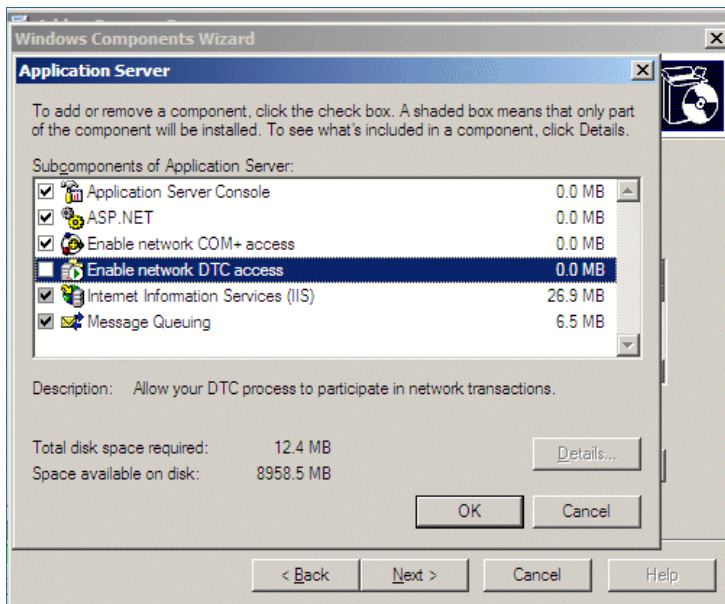 Windows Components Wizard
Application Server
To add or remove a component, click the check box. A shaded box means that only part
of the component will be installed. To see what's included in a component, click Details.
Subcomponents of Application Server:
Application Server Console 0.0 MB
ASP.NET 0.0 MB
Enable network COM+ access 0.0 MB
Enable network DTC access 0.0 MB
Internet Information Services (IIS) 26.9 MB
Message Queuing 6.5 MB
Description: Allow your DTC process to participate in network transactions.
Total disk space required: 12.4 MB
Details...
Space available on disk: 8958.5 MB
OK Cancel
< Back Next > Cancel Help